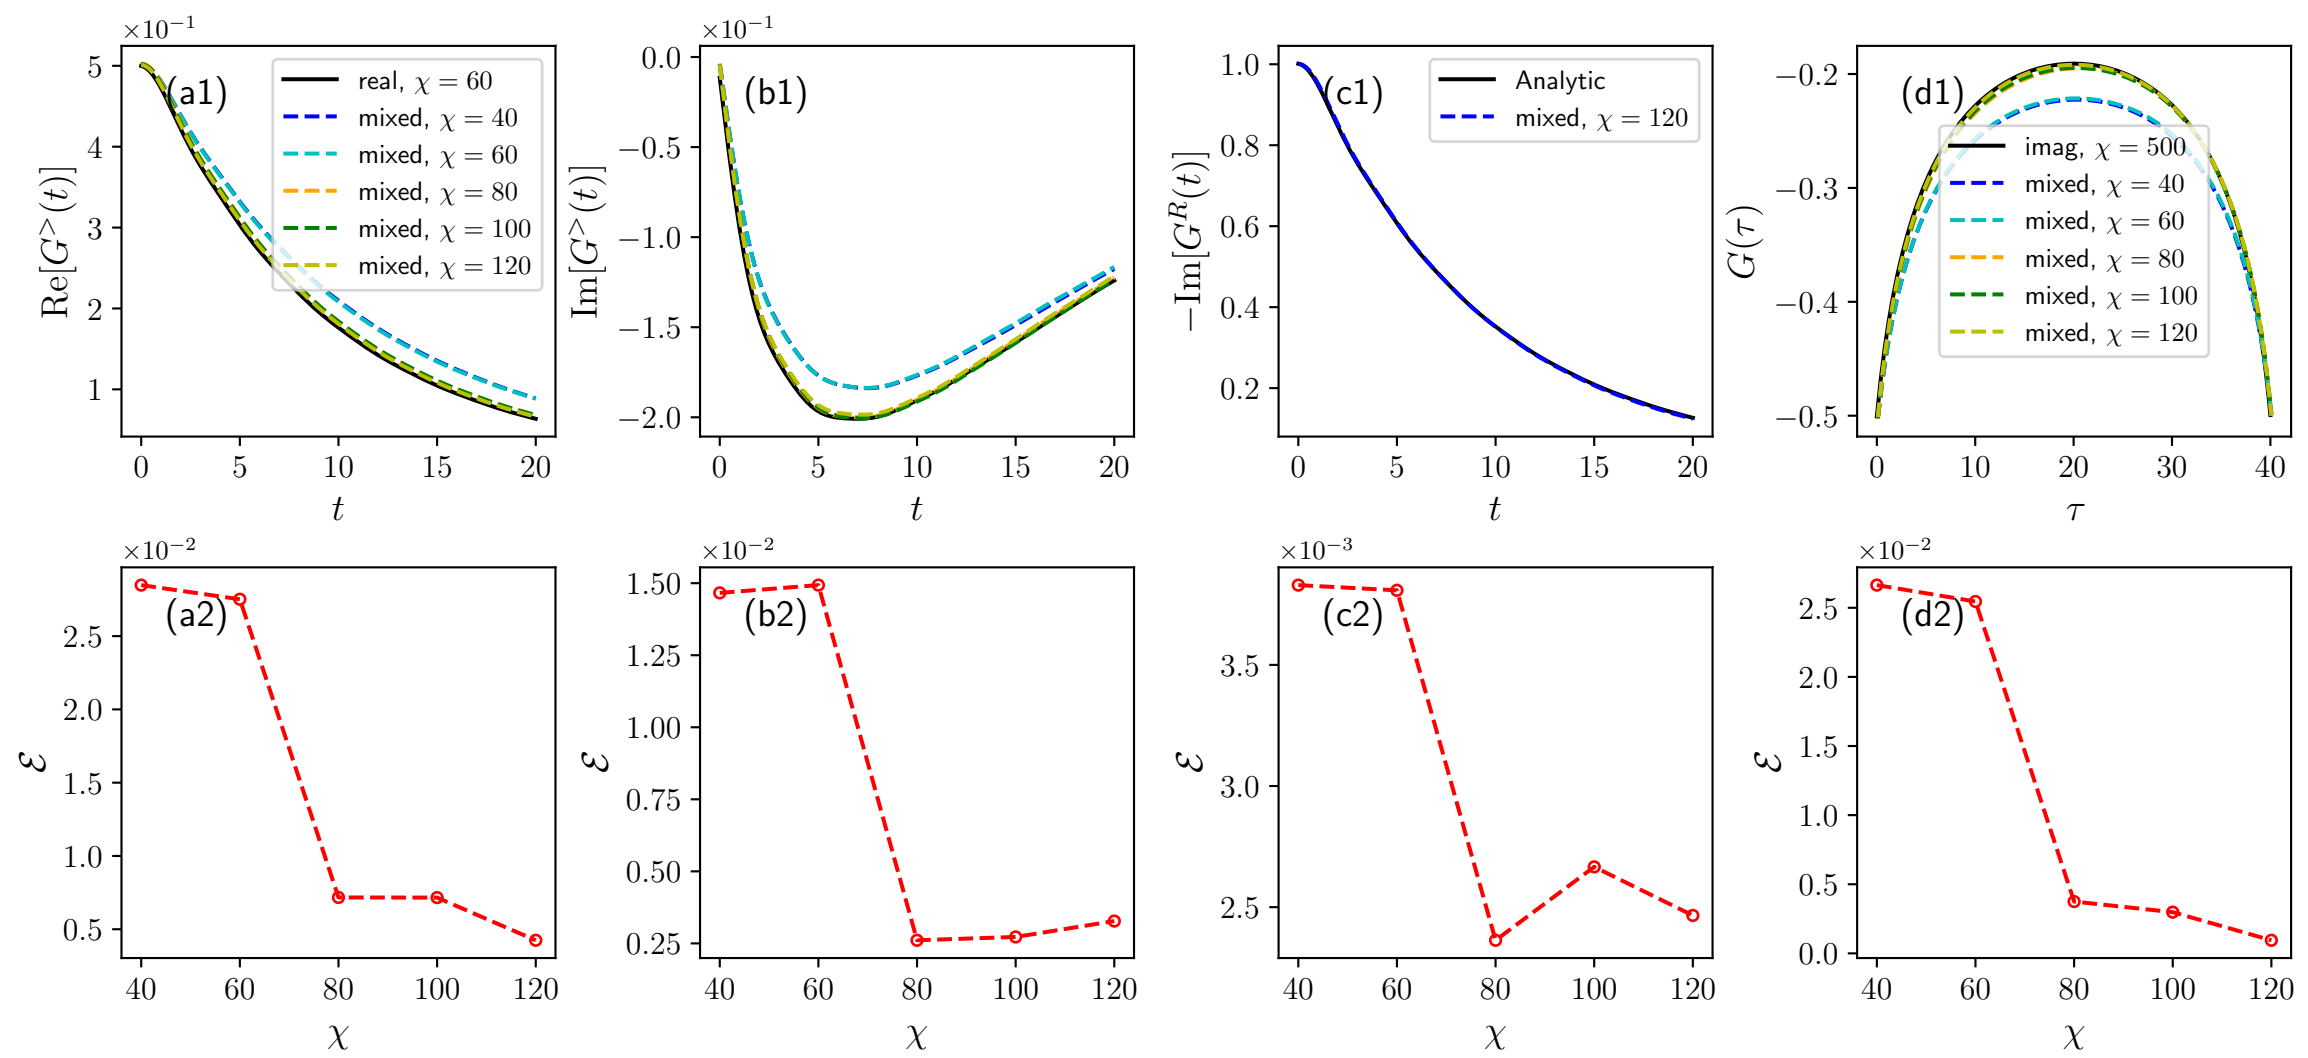 ×10⁻¹
(a1)
real, χ = 60
mixed, χ = 40
mixed, χ = 60
mixed, χ = 80
mixed, χ = 100
mixed, χ = 120
Re[G^>(t)]
5
4
3
2
1
0 5 10 15 20
t
×10⁻¹
(b1)
Im[G^>(t)]
0.0
−0.5
−1.0
−1.5
−2.0
0 5 10 15 20
t
(c1)
Analytic
mixed, χ = 120
−Im[G^R(t)]
1.0
0.8
0.6
0.4
0.2
0 5 10 15 20
t
(d1)
imag, χ = 500
mixed, χ = 40
mixed, χ = 60
mixed, χ = 80
mixed, χ = 100
mixed, χ = 120
G(τ)
−0.2
−0.3
−0.4
−0.5
0 10 20 30 40
τ
×10⁻²
(a2)
ℰ
2.5
2.0
1.5
1.0
0.5
40 60 80 100 120
χ
×10⁻²
(b2)
ℰ
1.50
1.25
1.00
0.75
0.50
0.25
40 60 80 100 120
χ
×10⁻³
(c2)
ℰ
3.5
3.0
2.5
40 60 80 100 120
χ
×10⁻²
(d2)
ℰ
2.5
2.0
1.5
1.0
0.5
0.0
40 60 80 100 120
χ